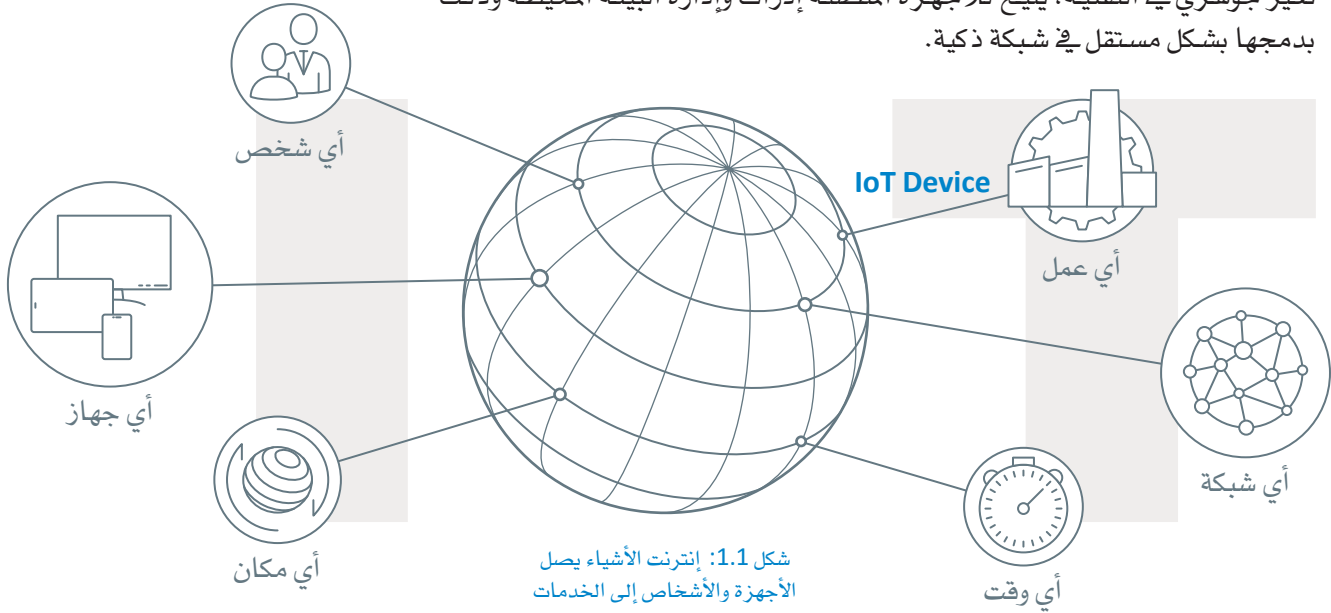 بدمجها بشكل مستقل في شبكة ذكية.
أي شخص
IoT Device
أي عمل
أي جهاز
أي شبكة
أي مكان
أي وقت
شكل 1.1: إنترنت الأشياء يصل
الأجهزة والأشخاص إلى الخدمات